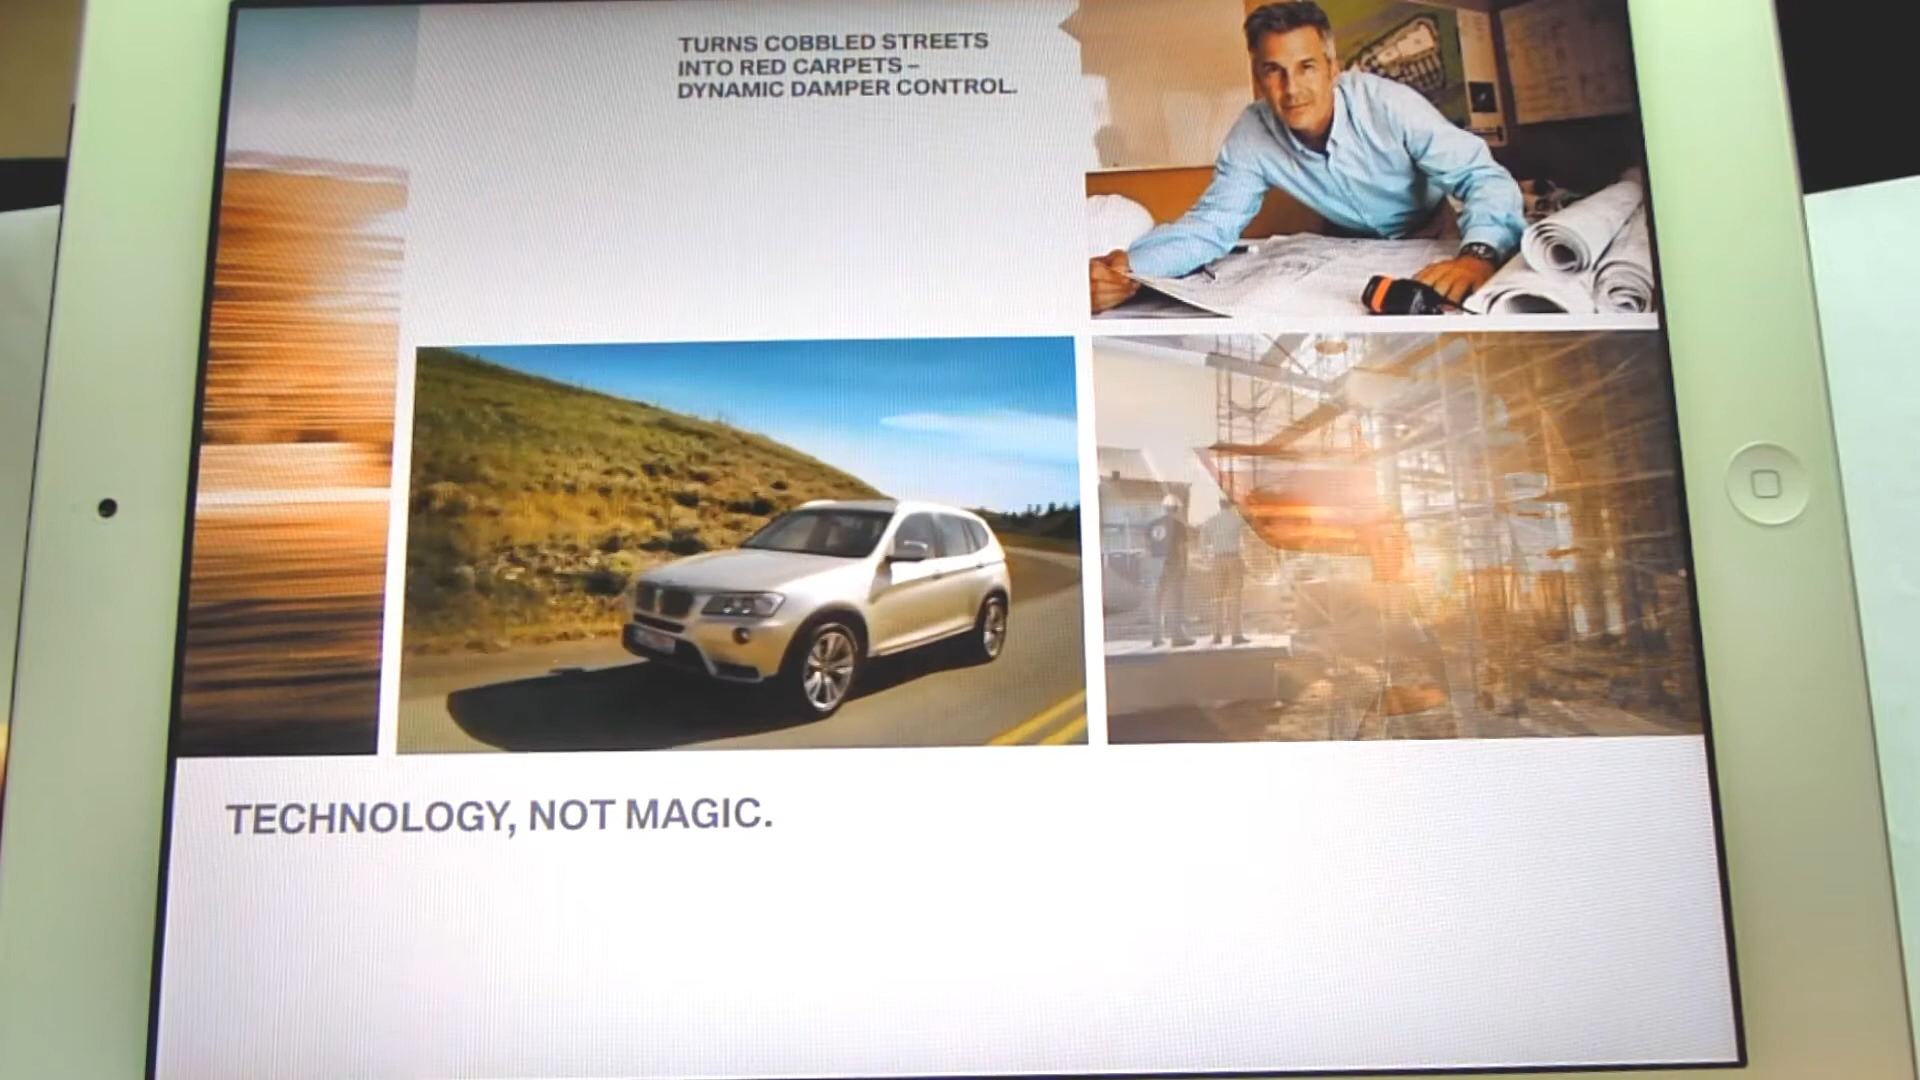 TURNS COBBLED STREETS
INTO RED CARPETS –
DYNAMIC DAMPER CONTROL.
TECHNOLOGY, NOT MAGIC.